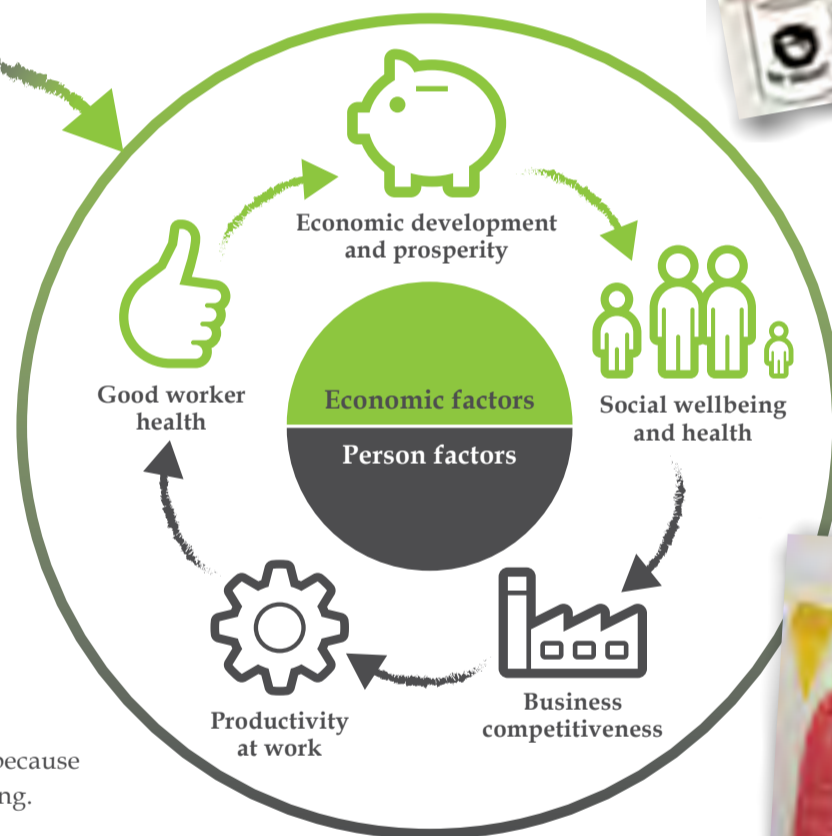 Economic development
and prosperity
Good worker
health
Economic factors
Social wellbeing
and health
Person factors
Productivity
at work
Business
competitiveness
because
ng.